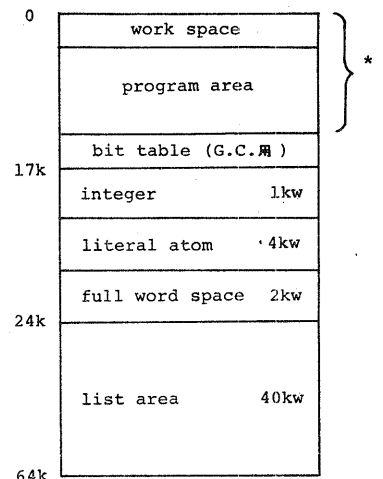 0
work space
*
program area
bit table (G.C.用)
17k
integer 1kw
literal atom 4kw
full word space 2kw
24k
list area 40kw
64k